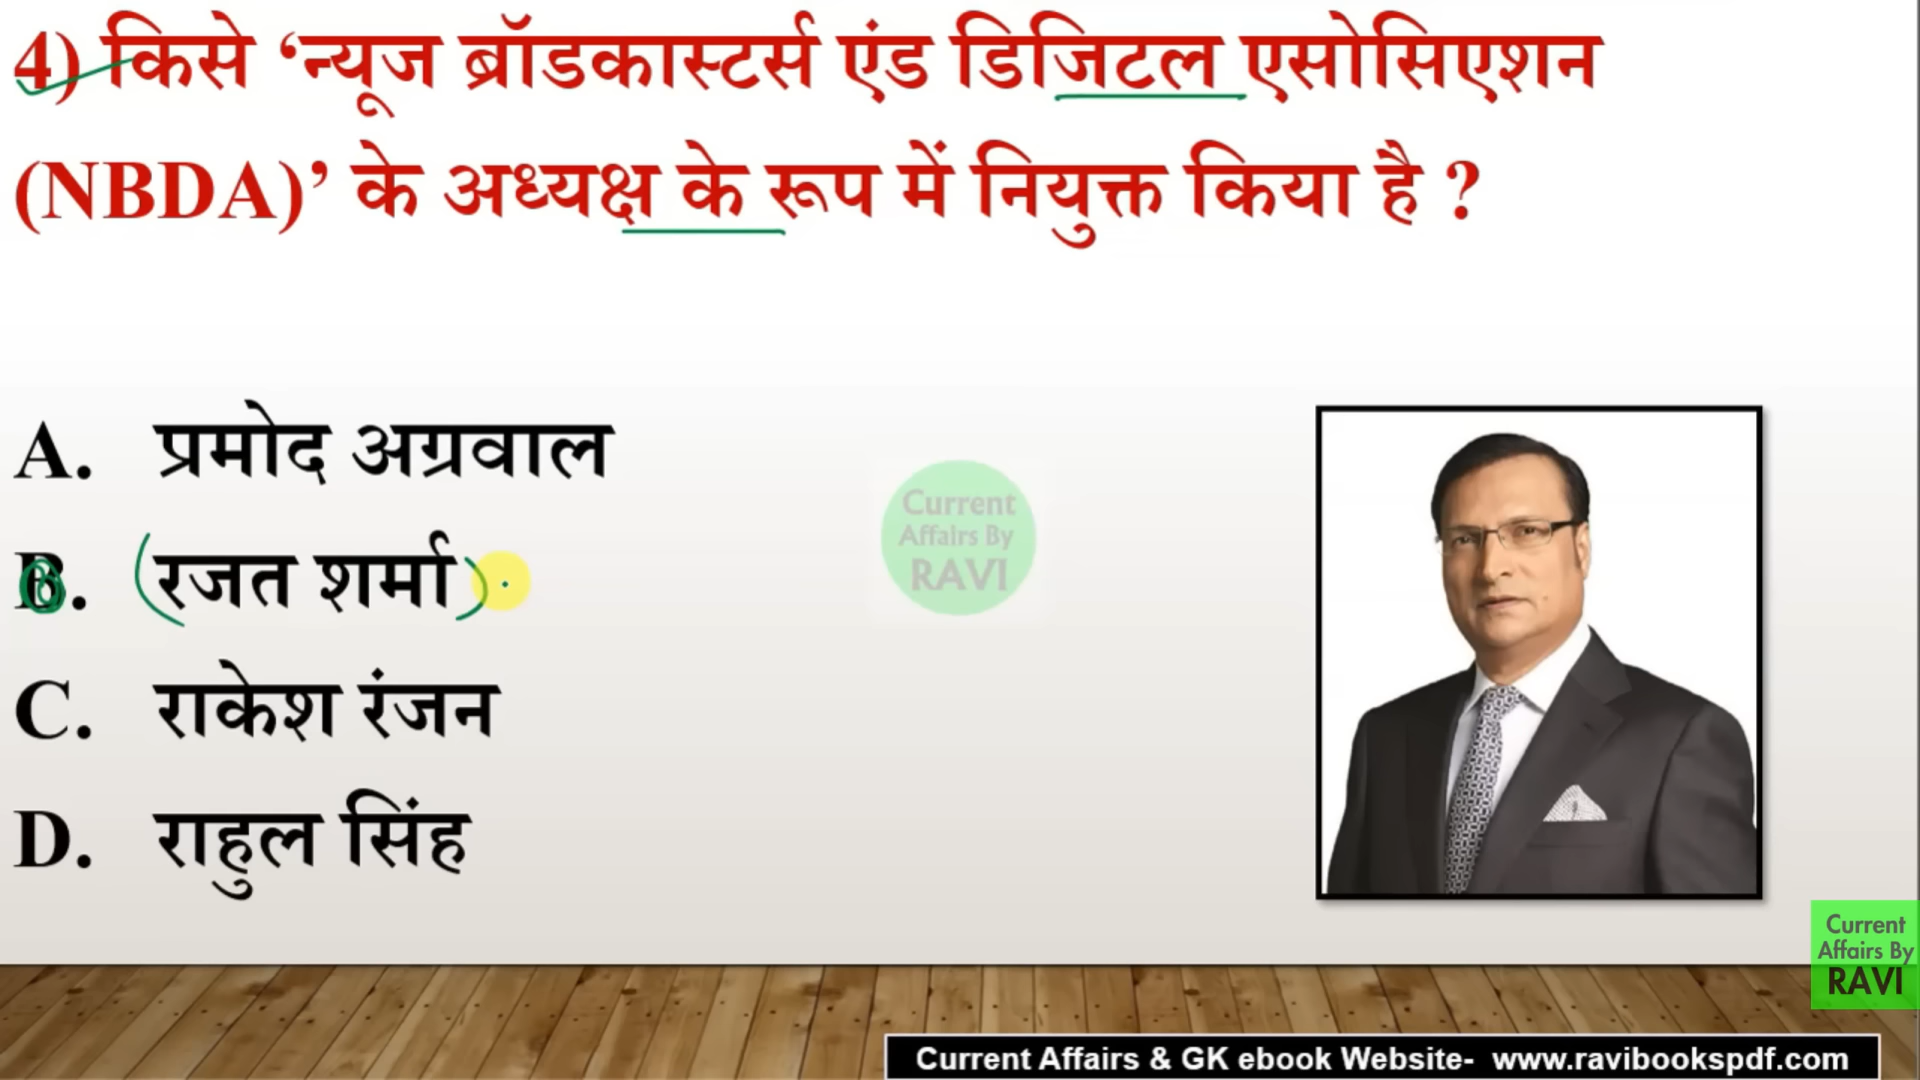 4) किसे ‘न्यूज ब्रॉडकास्टर्स एंड डिजिटल एसोसिएशन
(NBDA)’ के अध्यक्ष के रूप में नियुक्त किया है ?
A. प्रमोद अग्रवाल
B. रजत शर्मा
C. राकेश रंजन
D. राहुल सिंह
Current
Affairs By
RAVI
Current
Affairs By
RAVI
Current Affairs & GK ebook Website- www.ravibookspdf.com